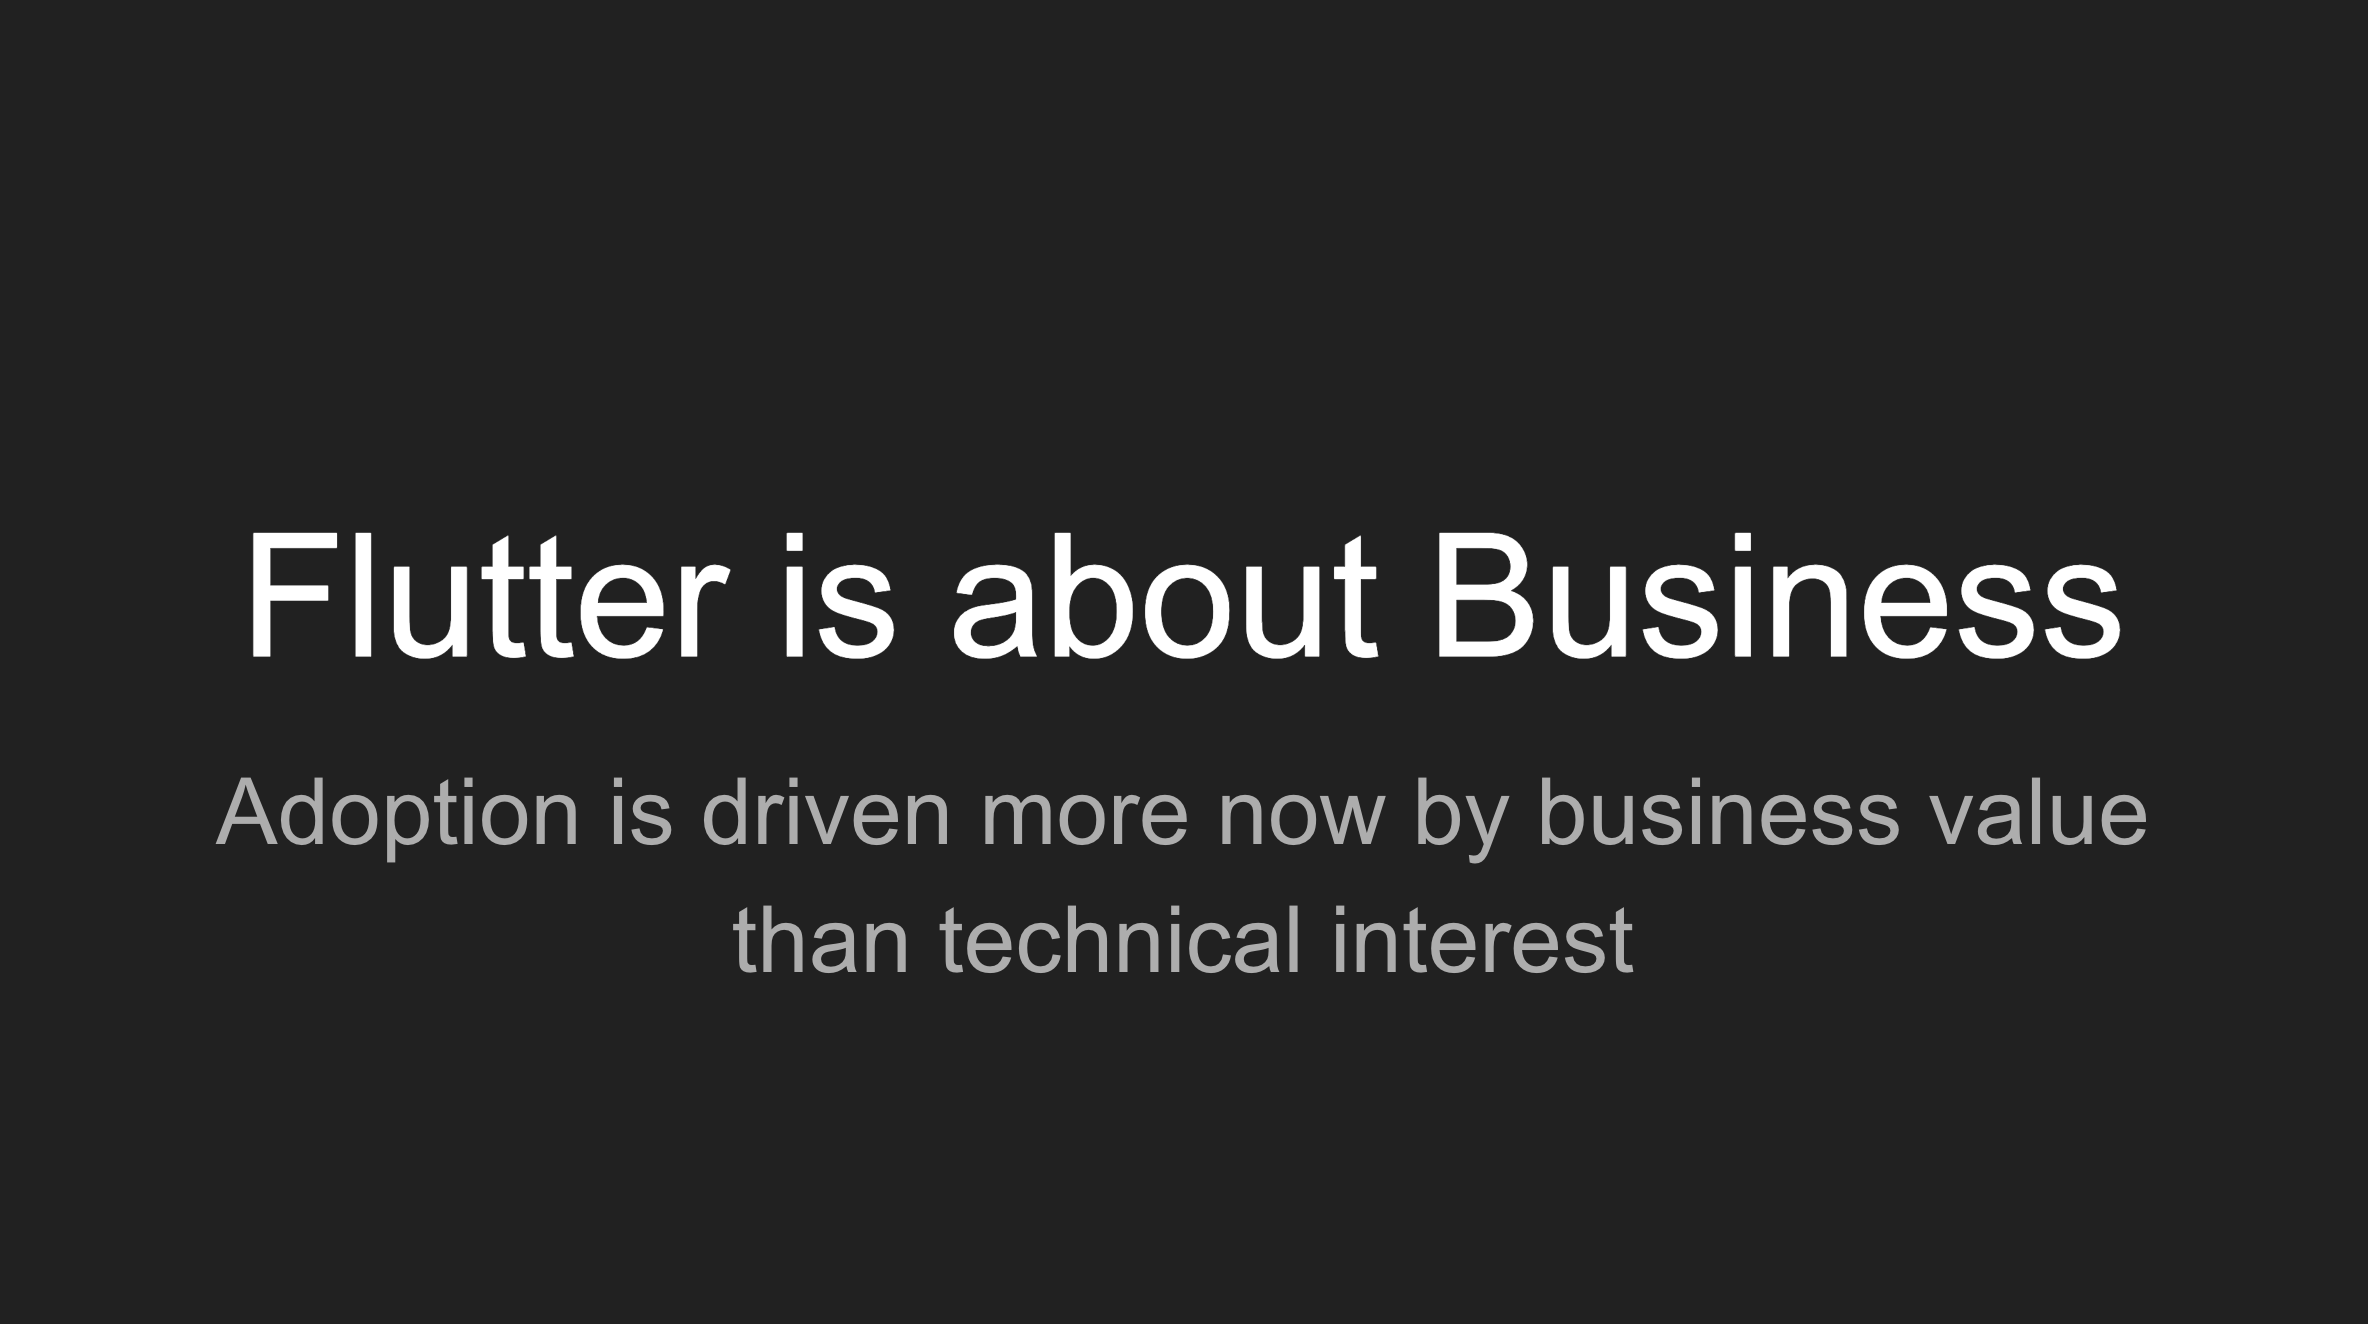 Flutter is about Business
Adoption is driven more now by business value
than technical interest